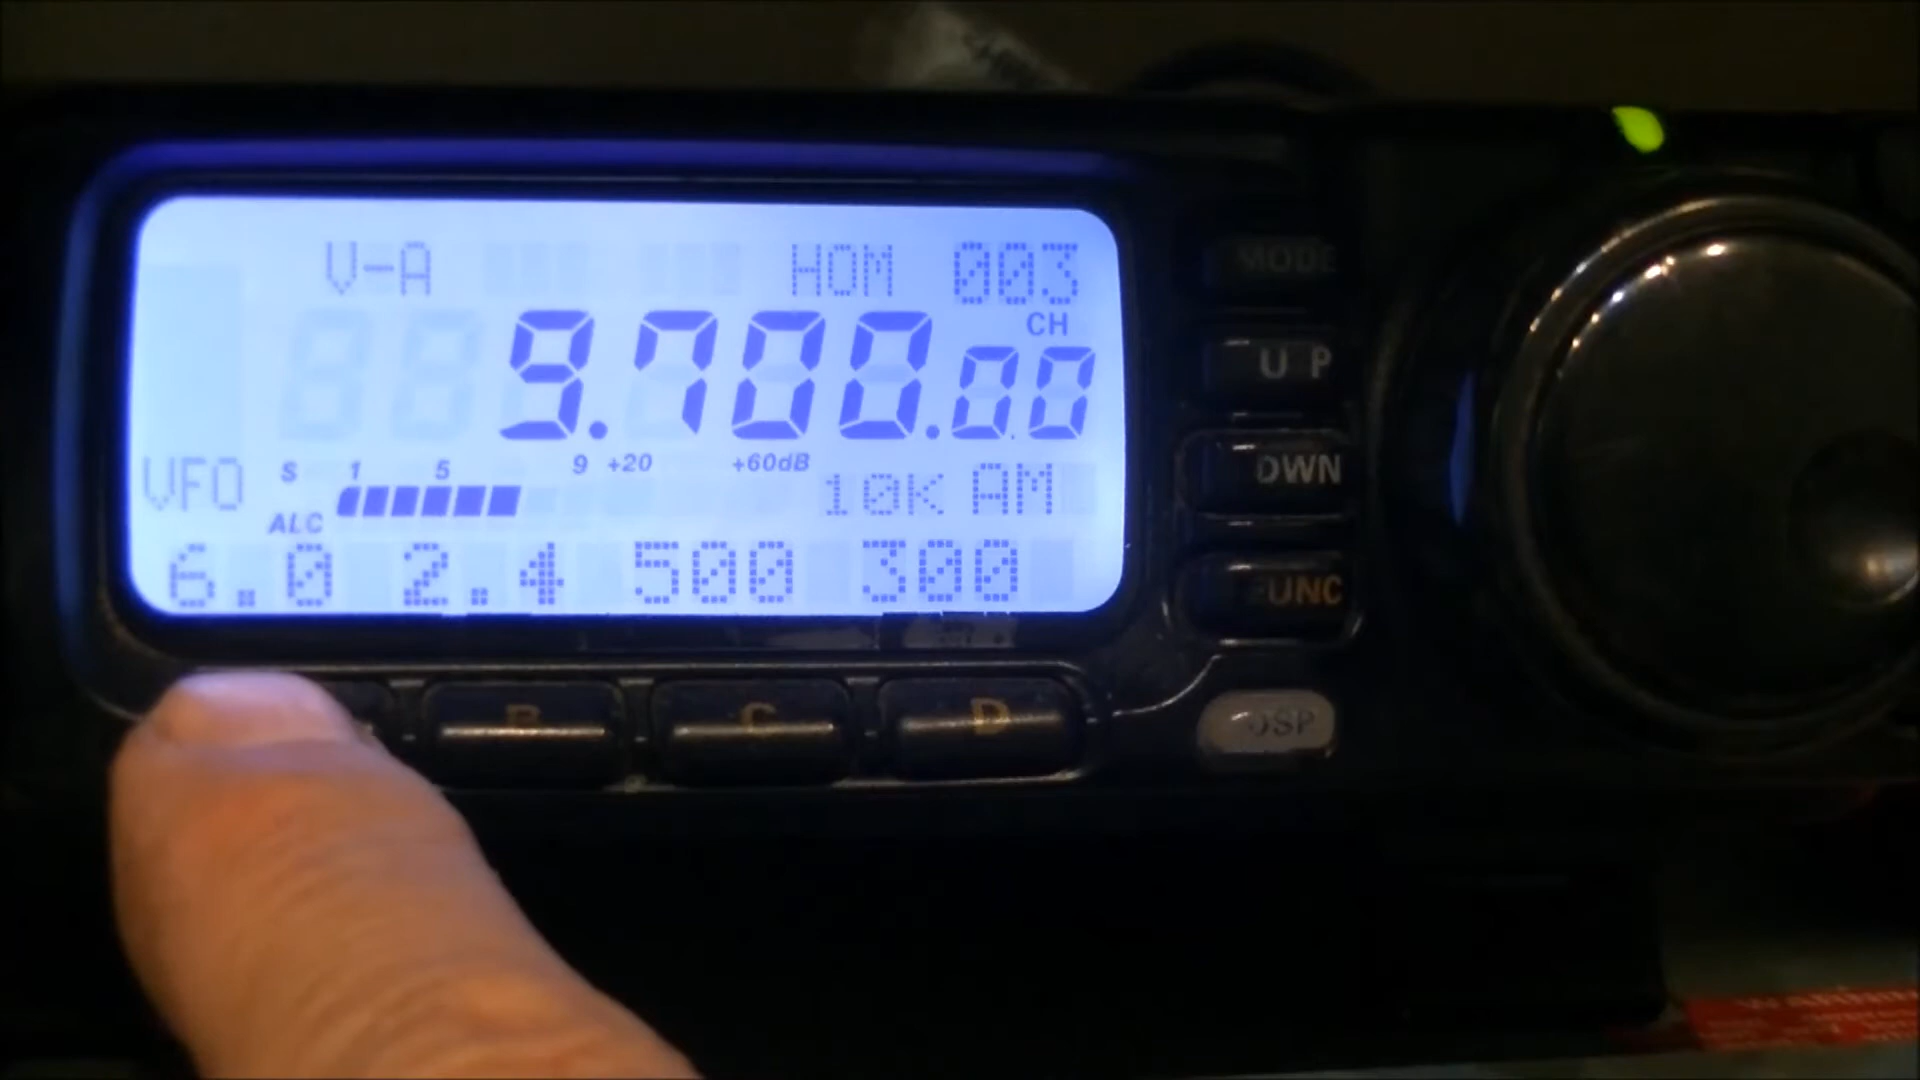 V-A HOM 003
CH
9.700.00
S 1 5 9 +20 +60dB
VFO 10K AM
ALC
6.0 2.4 500 300
MODE
UP
DWN
FUNC
DSP
B C D